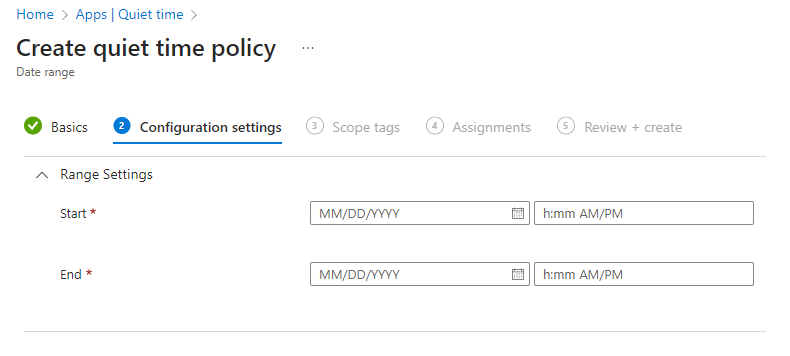 Home > Apps | Quiet time >
Create quiet time policy ...
Date range
Basics 2 Configuration settings 3 Scope tags 4 Assignments 5 Review + create
Range Settings
Start * MM/DD/YYYY h:mm AM/PM
End * MM/DD/YYYY h:mm AM/PM